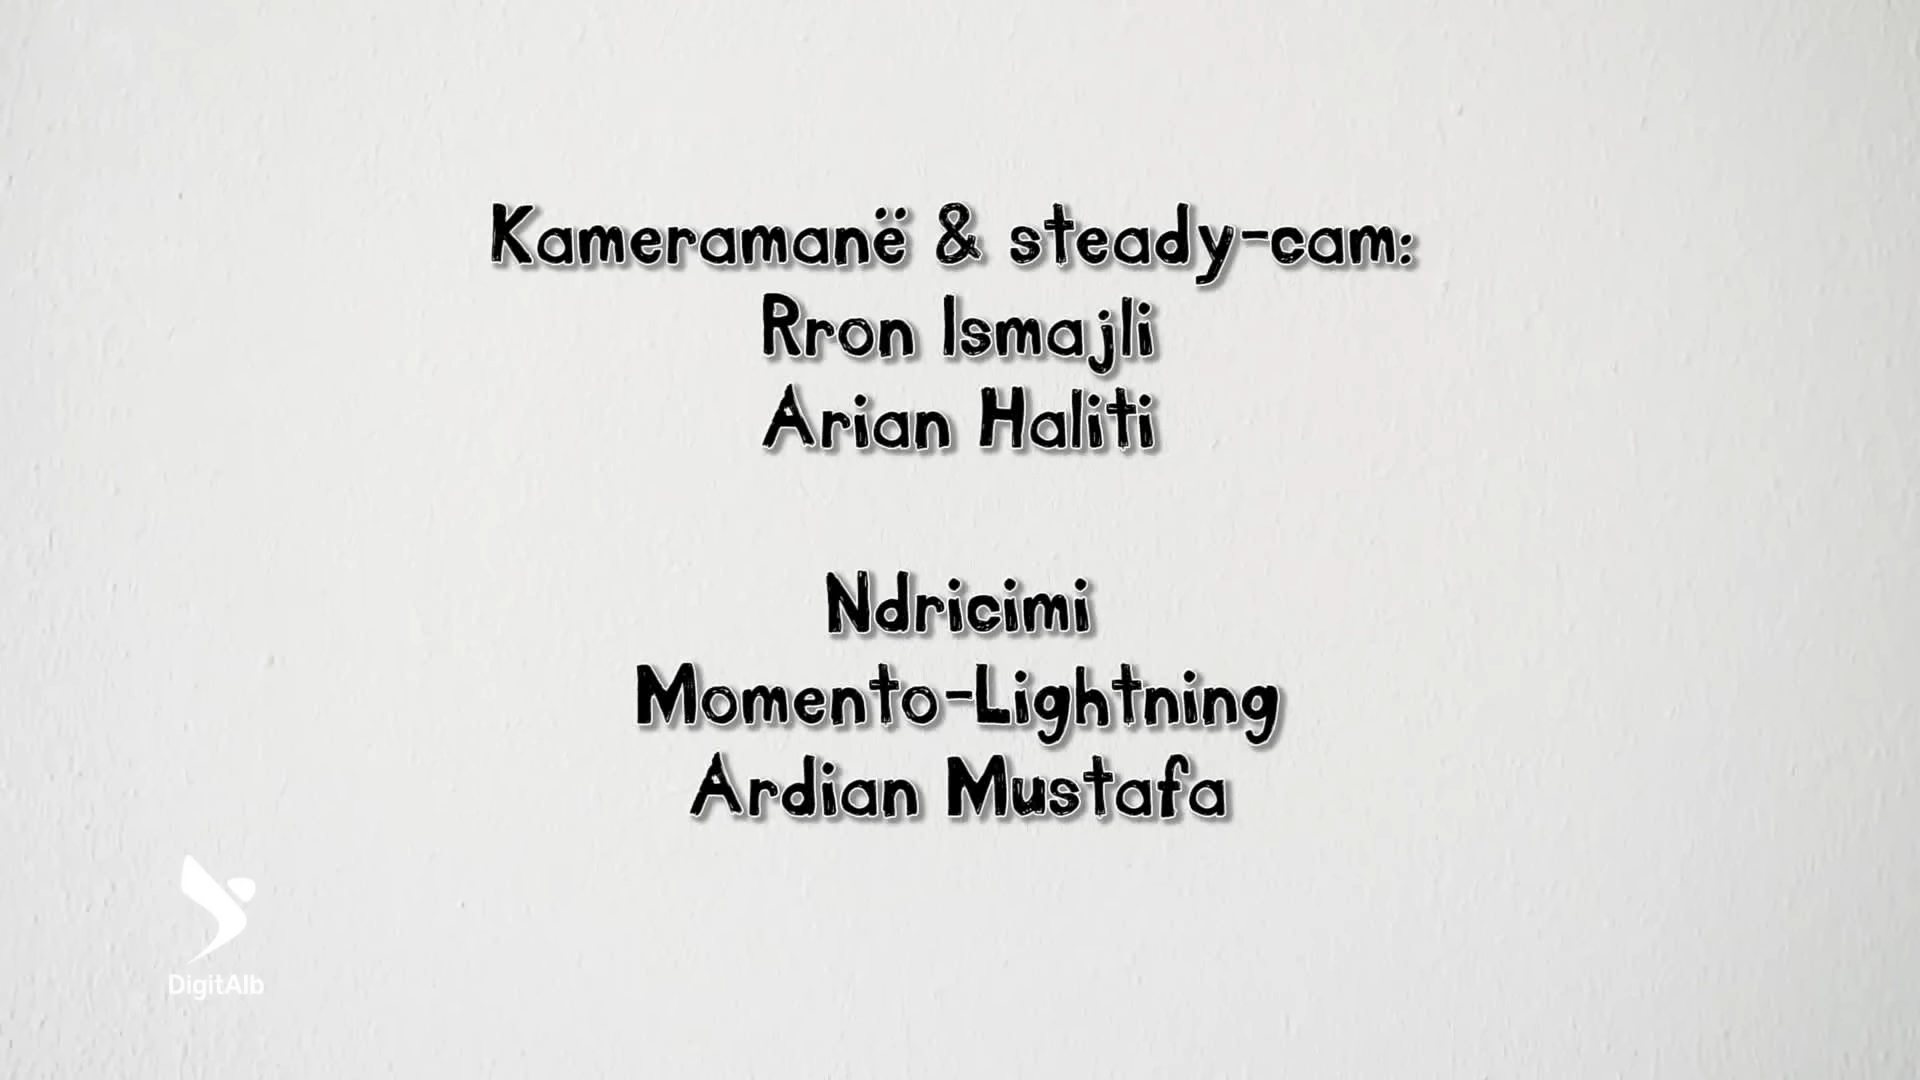 Kameramanë & steady-cam:
Rron Ismajli
Arian Haliti
Ndricimi
Momento-Lightning
Ardian Mustafa
DigitAlb